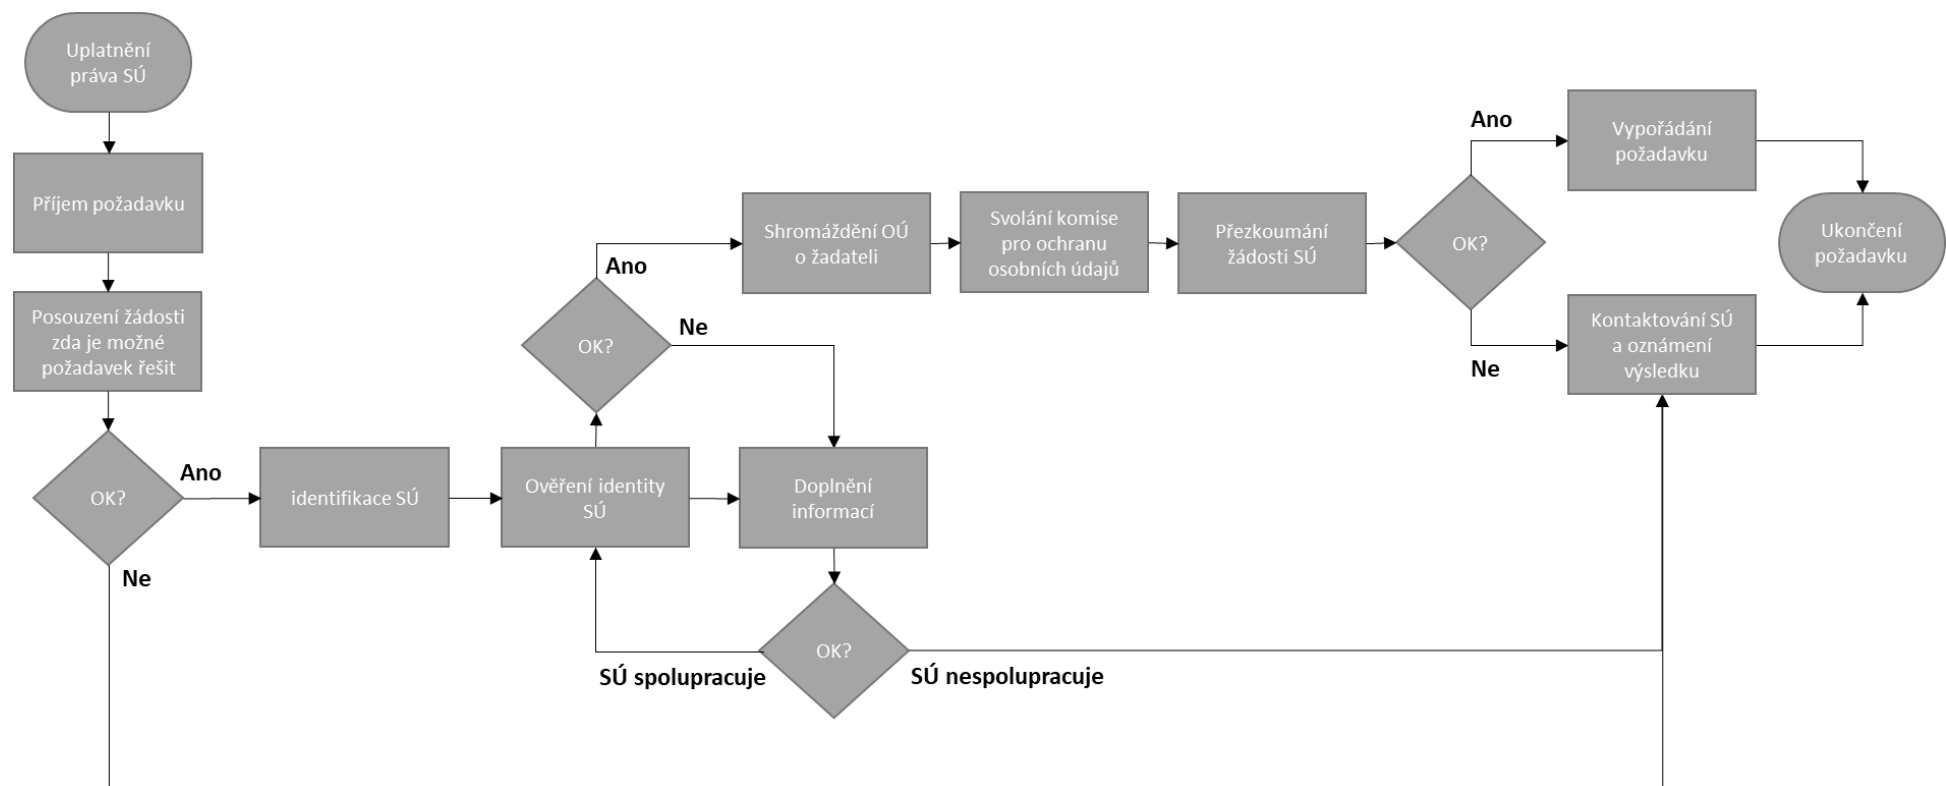 Uplatnění
práva SÚ
Příjem požadavku
Posouzení žádosti
zda je možné
požadavek řešit
OK?
Ano
Ne
identifikace SÚ
Ověření identity
SÚ
OK?
Ano
Ne
Doplnění
informací
OK?
SÚ spolupracuje
SÚ nespolupracuje
Shromáždění OÚ
o žadateli
Svolání komise
pro ochranu
osobních údajů
Přezkoumání
žádosti SÚ
OK?
Ano
Ne
Vypořádání
požadavku
Kontaktování SÚ
a oznámení
výsledku
Ukončení
požadavku